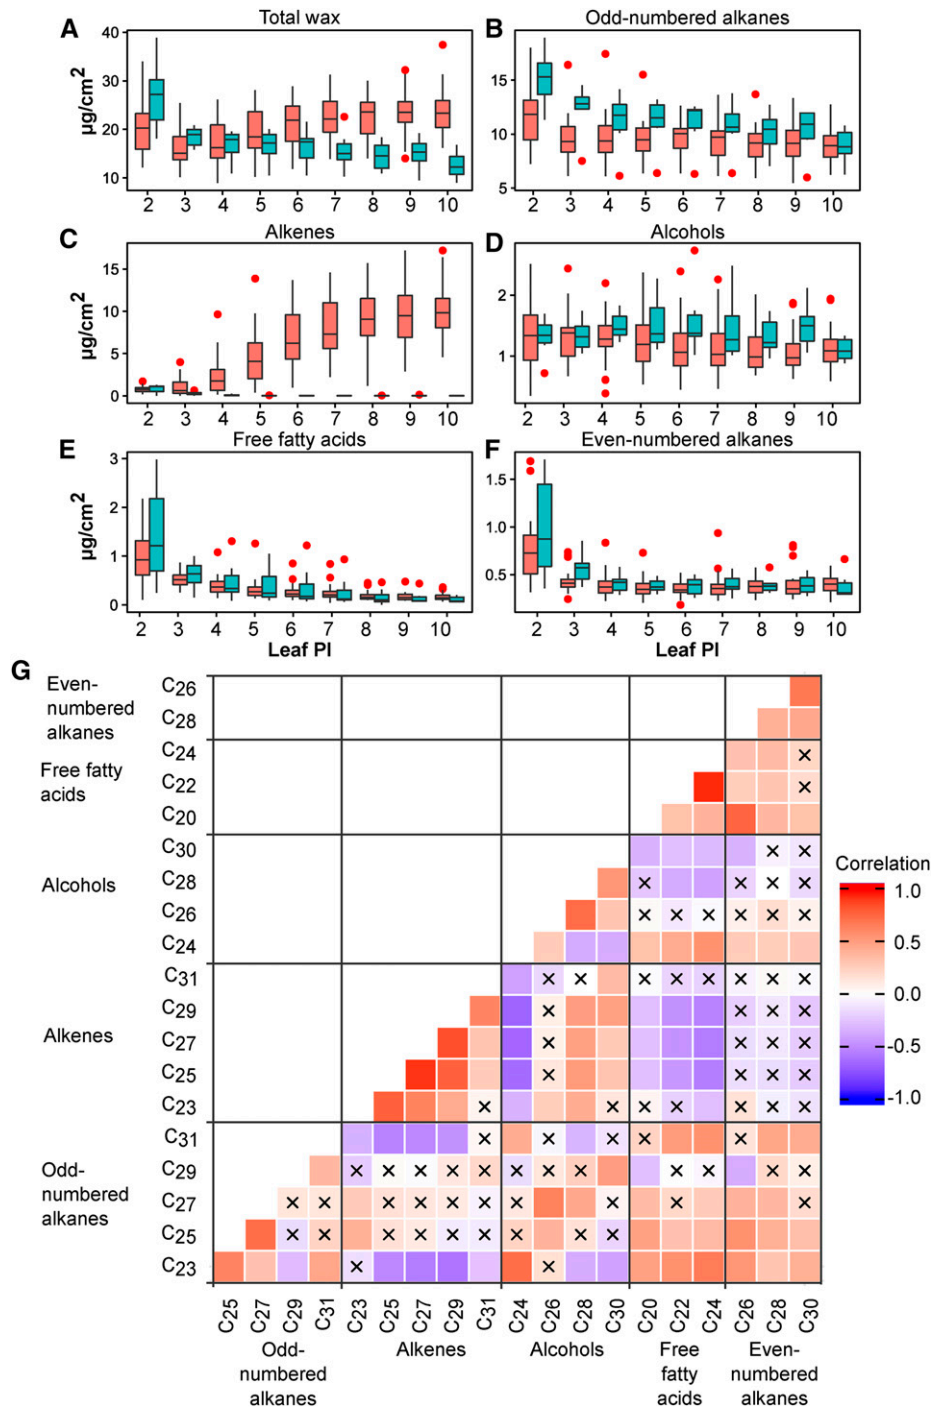 A
Total wax
µg/cm2
40
30
20
10
2 3 4 5 6 7 8 9 10
B
Odd-numbered alkanes
15
10
5
2 3 4 5 6 7 8 9 10
C
Alkenes
µg/cm2
15
10
5
0
2 3 4 5 6 7 8 9 10
D
Alcohols
2
1
2 3 4 5 6 7 8 9 10
E
Free fatty acids
µg/cm2
3
2
1
0
2 3 4 5 6 7 8 9 10
Leaf PI
F
Even-numbered alkanes
1.5
1.0
0.5
2 3 4 5 6 7 8 9 10
Leaf PI
G
Even-
numbered
alkanes
C26
C28
Free fatty
acids
C24
C22
C20
Alcohols
C30
C28
C26
C24
Alkenes
C31
C29
C27
C25
C23
Odd-
numbered
alkanes
C31
C29
C27
C25
C23
C25 C27 C29 C31 C23 C25 C27 C29 C31 C24 C26 C28 C30 C20 C22 C24 C26 C28 C30
Odd-
numbered
alkanes
Alkenes
Alcohols
Free
fatty
acids
Even-
numbered
alkanes
Correlation
1.0
0.5
0.0
-0.5
-1.0